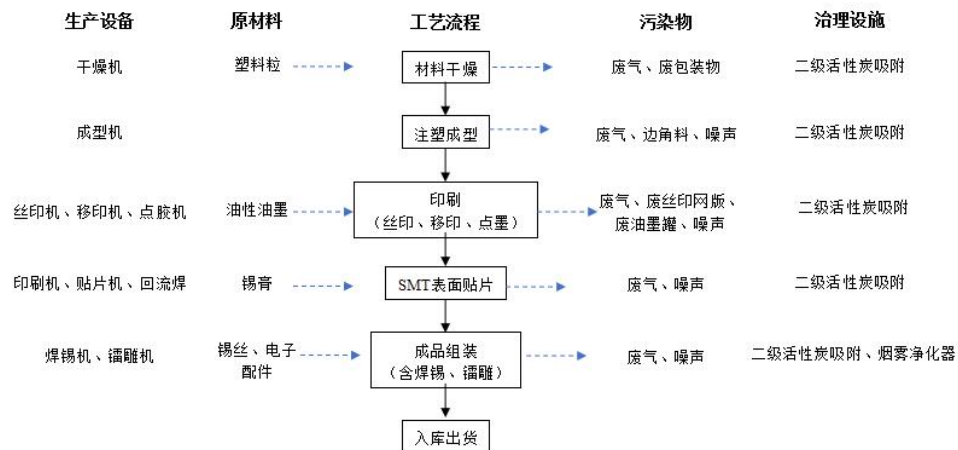 生产设备 原材料 工艺流程 污染物 治理设施
干燥机 塑料粒 材料干燥 废气、废包装物 二级活性炭吸附
成型机 注塑成型 废气、边角料、噪声 二级活性炭吸附
丝印机、移印机、点胶机 油性油墨 印刷 废气、废丝印网版、 二级活性炭吸附
（丝印、移印、点墨） 废油墨罐、噪声
印刷机、贴片机、回流焊 锡膏 SMT表面贴片 废气、噪声 二级活性炭吸附
焊锡机、镭雕机 锡丝、电子 成品组装 废气、噪声 二级活性炭吸附、烟雾净化器
配件 （含焊锡、镭雕）
入库出货